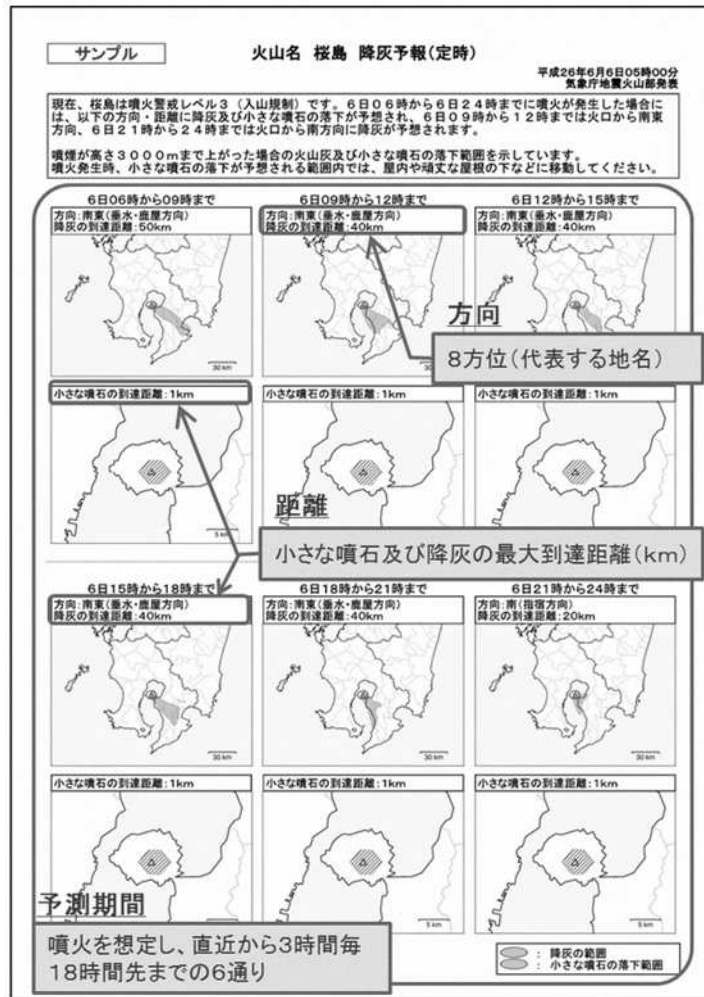 サンプル
火山名 桜島 降灰予報(定時)
平成26年6月6日05時00分
気象庁地震火山部発表
現在、桜島は噴火警戒レベル3(入山規制)です。6日06時から6日24時までに噴火が発生した場合に
は、以下の方向・距離に降灰及び小さな噴石の落下が予想され、6日09時から12時までは火口から南東
方向、6日21時から24時までは火口から南方向に降灰が予想されます。
噴煙が高さ3000mまで上がった場合の火山灰及び小さな噴石の落下範囲を示しています。
噴火発生時、小さな噴石の落下が予想される範囲内では、屋内や頑丈な屋根の下などに移動してください。
6日06時から09時まで
方向:南東(垂水・鹿屋方向)
降灰の到達距離:50km
30 km
6日09時から12時まで
方向:南東(垂水・鹿屋方向)
降灰の到達距離:40km
30 km
6日12時から15時まで
方向:南東(垂水・鹿屋方向)
降灰の到達距離:40km
方向
8方位(代表する地名)
小さな噴石の到達距離:1km
5 km
小さな噴石の到達距離:1km
小さな噴石の到達距離:1km
距離
小さな噴石及び降灰の最大到達距離(km)
6日15時から18時まで
方向:南東(垂水・鹿屋方向)
降灰の到達距離:40km
30 km
6日18時から21時まで
方向:南東(垂水・鹿屋方向)
降灰の到達距離:40km
30 km
6日21時から24時まで
方向:南(指宿方向)
降灰の到達距離:20km
30 km
小さな噴石の到達距離:1km
小さな噴石の到達距離:1km
5 km
小さな噴石の到達距離:1km
5 km
予測期間
噴火を想定し、直近から3時間毎
18時間先までの6通り
: 降灰の範囲
: 小さな噴石の落下範囲